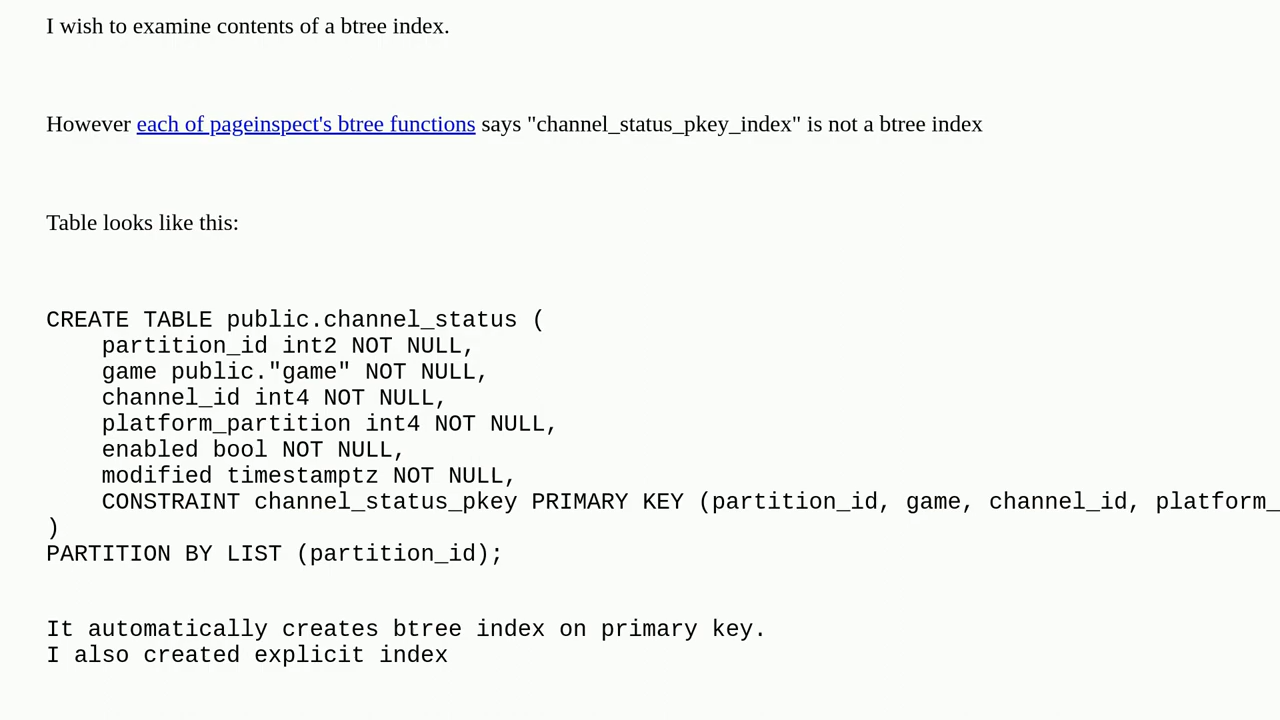 I wish to examine contents of a btree index.
However each of pageinspect's btree functions says "channel_status_pkey_index" is not a btree index
Table looks like this:
CREATE TABLE public.channel_status (
    partition_id int2 NOT NULL,
    game public."game" NOT NULL,
    channel_id int4 NOT NULL,
    platform_partition int4 NOT NULL,
    enabled bool NOT NULL,
    modified timestamptz NOT NULL,
    CONSTRAINT channel_status_pkey PRIMARY KEY (partition_id, game, channel_id, platform_
)
PARTITION BY LIST (partition_id);
It automatically creates btree index on primary key.
I also created explicit index